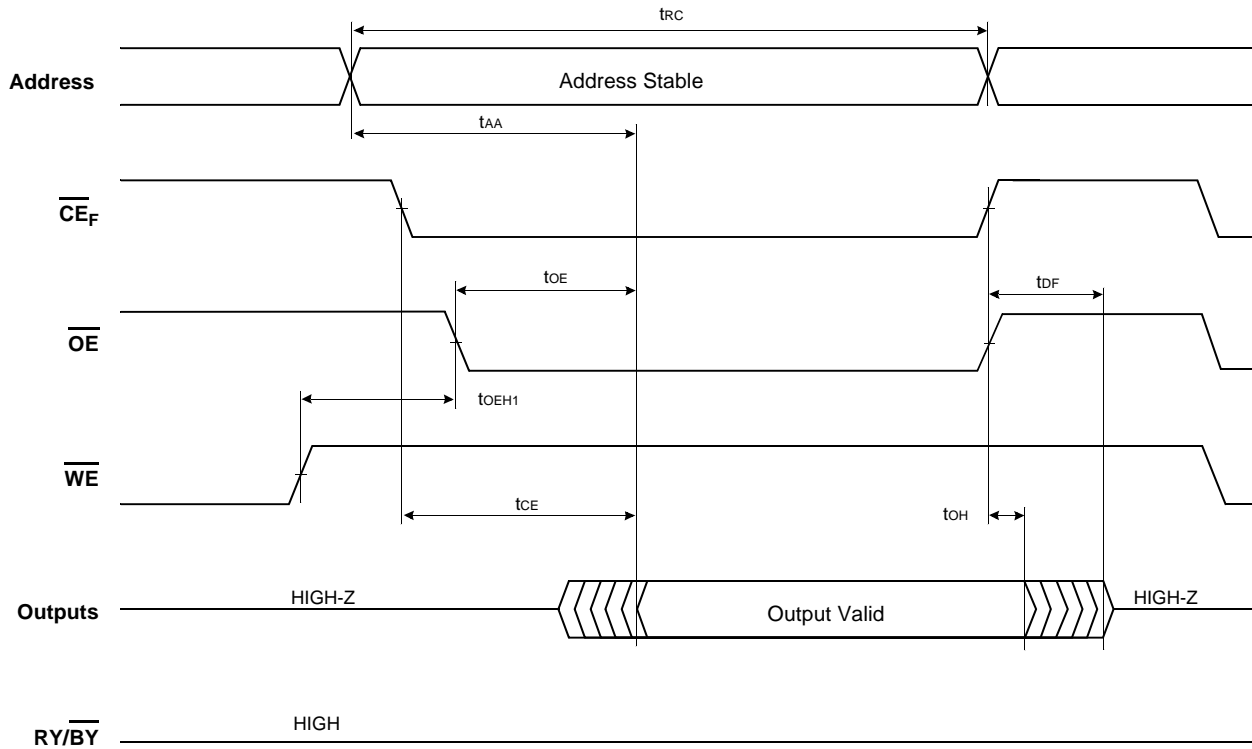 tRC
Address
Address Stable
tAA
CEF
tOE
tDF
OE
tOEH1
WE
tCE
tOH
HIGH-Z
HIGH-Z
Outputs
Output Valid
HIGH
RY/BY